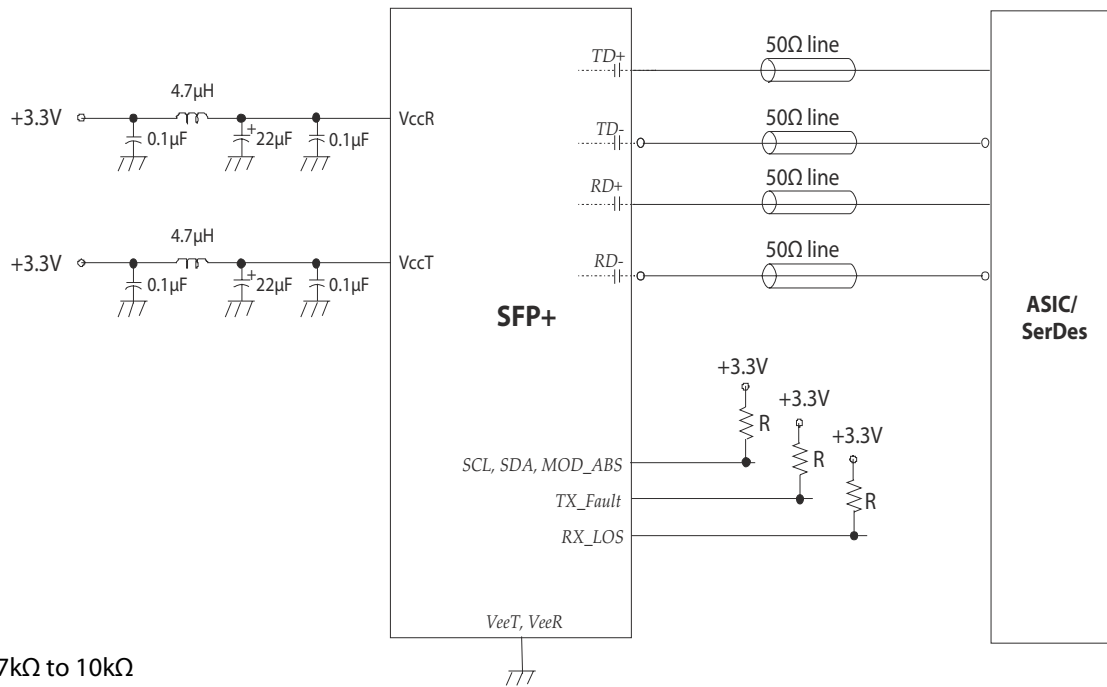 TD+
50Ω line
4.7µH
+3.3V
VccR
0.1µF
+
22µF
0.1µF
TD-
50Ω line
RD+
50Ω line
4.7µH
+3.3V
VccT
0.1µF
+
22µF
0.1µF
RD-
50Ω line
SFP+
ASIC/
SerDes
+3.3V
R
+3.3V
R
+3.3V
R
SCL, SDA, MOD_ABS
TX_Fault
RX_LOS
VeeT, VeeR
7kΩ to 10kΩ